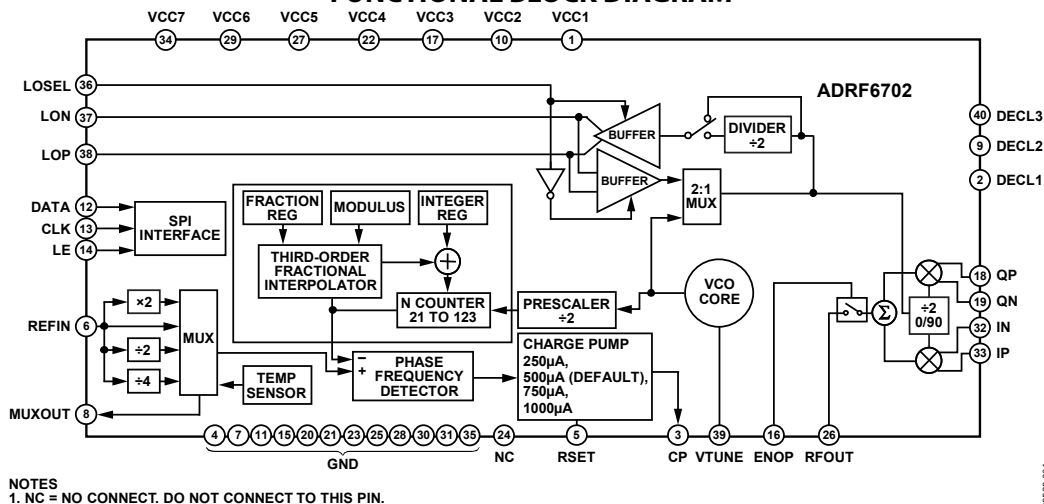 FUNCTIONAL BLOCK DIAGRAM
VCC7 VCC6 VCC5 VCC4 VCC3 VCC2 VCC1
34 29 27 22 17 10 1
ADRF6702
LOSEL 36
LON 37
LOP 38
BUFFER
DIVIDER
÷2
BUFFER
2:1
MUX
40 DECL3
9 DECL2
2 DECL1
DATA 12
CLK 13
LE 14
SPI
INTERFACE
FRACTION
REG
MODULUS
INTEGER
REG
THIRD-ORDER
FRACTIONAL
INTERPOLATOR
+
N COUNTER
21 TO 123
PRESCALER
÷2
VCO
CORE
18 QP
19 QN
32 IN
33 IP
Σ
÷2
0/90
REFIN 6
×2
÷2
÷4
MUX
TEMP
SENSOR
−
+
PHASE
FREQUENCY
DETECTOR
CHARGE PUMP
250µA,
500µA (DEFAULT),
750µA,
1000µA
MUXOUT 8
4 7 11 15 20 21 23 25 28 30 31 35 24 5 3 39 16 26
GND NC RSET CP VTUNE ENOP RFOUT
NOTES
1. NC = NO CONNECT. DO NOT CONNECT TO THIS PIN.